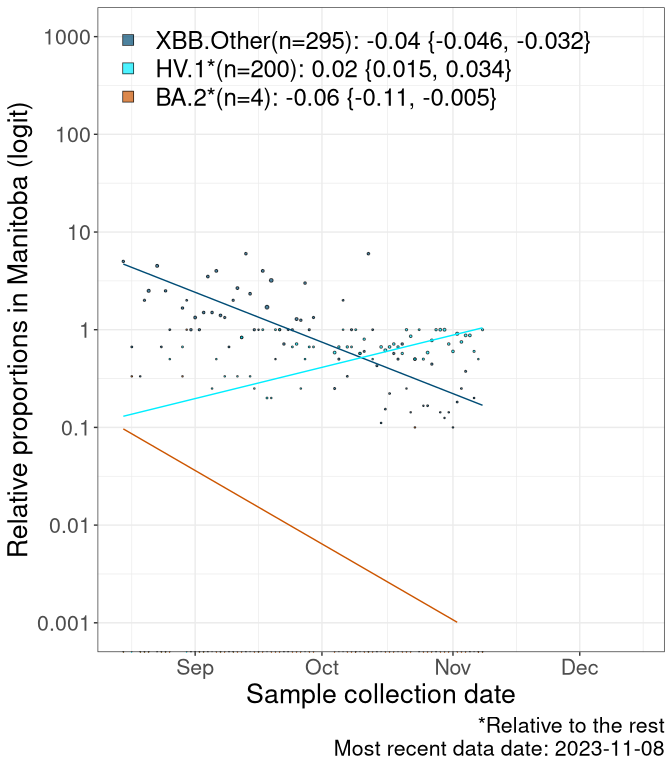 XBB.Other(n=295): -0.04 {-0.046, -0.032}
HV.1*(n=200): 0.02 {0.015, 0.034}
BA.2*(n=4): -0.06 {-0.11, -0.005}
Relative proportions in Manitoba (logit)
1000
100
10
1
0.1
0.01
0.001
Sep Oct Nov Dec
Sample collection date
*Relative to the rest
Most recent data date: 2023-11-08